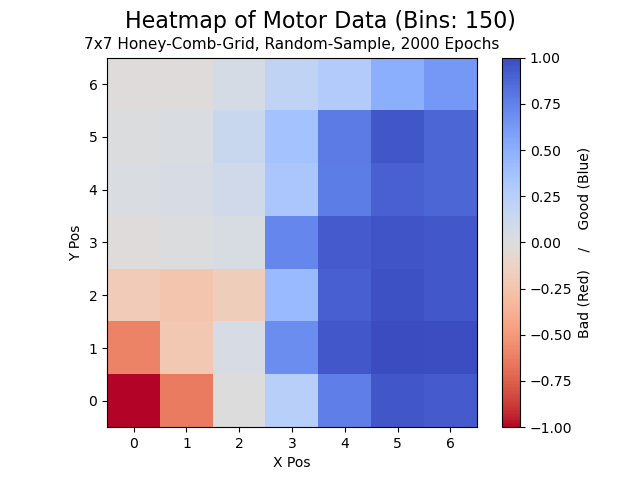 Heatmap of Motor Data (Bins: 150)
7x7 Honey-Comb-Grid, Random-Sample, 2000 Epochs
6
5
4
3
2
1
0
Y Pos
0 1 2 3 4 5 6
X Pos
1.00
0.75
0.50
0.25
0.00
−0.25
−0.50
−0.75
−1.00
Bad (Red) / Good (Blue)